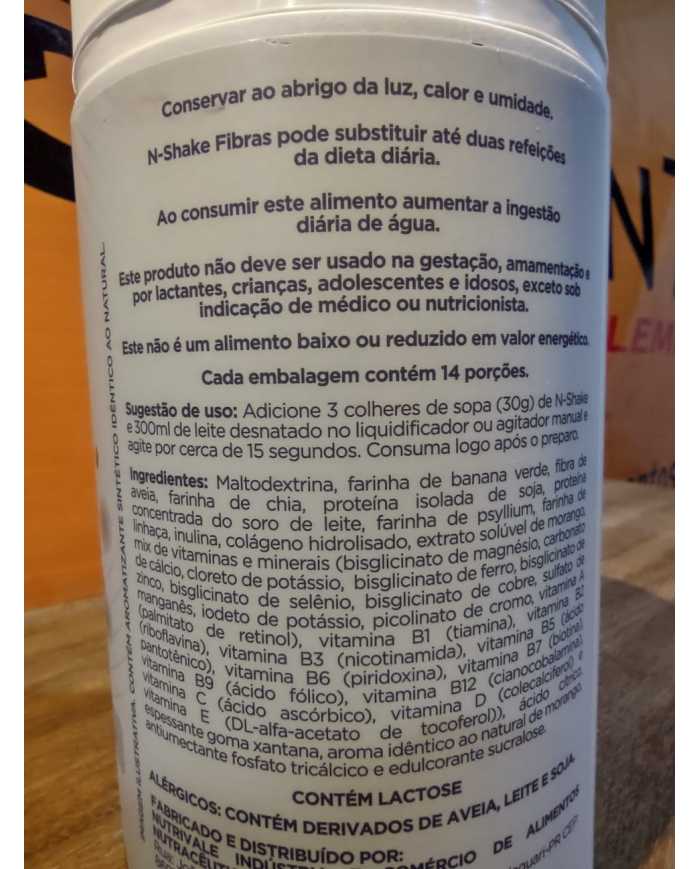 Conservar ao abrigo da luz, calor e umidade.
N-Shake Fibras pode substituir até duas refeições
da dieta diária.
Ao consumir este alimento aumentar a ingestão
diária de água.
Este produto não deve ser usado na gestação, amamentação e
por lactantes, crianças, adolescentes e idosos, exceto sob
indicação de médico ou nutricionista.
Este não é um alimento baixo ou reduzido em valor energético.
Cada embalagem contém 14 porções.
Sugestão de uso: Adicione 3 colheres de sopa (30g) de N-Shake
e 300ml de leite desnatado no liquidificador ou agitador manual e
agite por cerca de 15 segundos. Consuma logo após o preparo.
Ingredientes: Maltodextrina, farinha de banana verde, fibra de
aveia, farinha de chia, proteína isolada de soja, proteína
concentrada do soro de leite, farinha de psyllium, farinha de
linhaça, inulina, colágeno hidrolisado, extrato solúvel de morango,
mix de vitaminas e minerais (bisglicinato de magnésio, carbonato
de cálcio, cloreto de potássio, bisglicinato de ferro, bisglicinato de
zinco, bisglicinato de selênio, bisglicinato de cobre, sulfato de
manganês, iodeto de potássio, picolinato de cromo, vitamina A
(palmitato de retinol), vitamina B1 (tiamina), vitamina B2
(riboflavina), vitamina B3 (nicotinamida), vitamina B5 (ácido
pantotênico), vitamina B6 (piridoxina), vitamina B7 (biotina),
vitamina B9 (ácido fólico), vitamina B12 (cianocobalamina),
vitamina C (ácido ascórbico), vitamina D (colecalciferol) e
vitamina E (DL-alfa-acetato de tocoferol)), ácido cítrico,
espessante goma xantana, aroma idêntico ao natural de morango,
antiumectante fosfato tricálcico e edulcorante sucralose.
CONTÉM LACTOSE
ALÉRGICOS: CONTÉM DERIVADOS DE AVEIA, LEITE E SOJA.
FABRICADO E DISTRIBUÍDO POR:
NUTRIVALE INDÚSTRIA E COMÉRCIO DE ALIMENTOS
IMAGEM ILUSTRATIVA. CONTÉM AROMATIZANTE SINTÉTICO IDÊNTICO AO NATURAL.